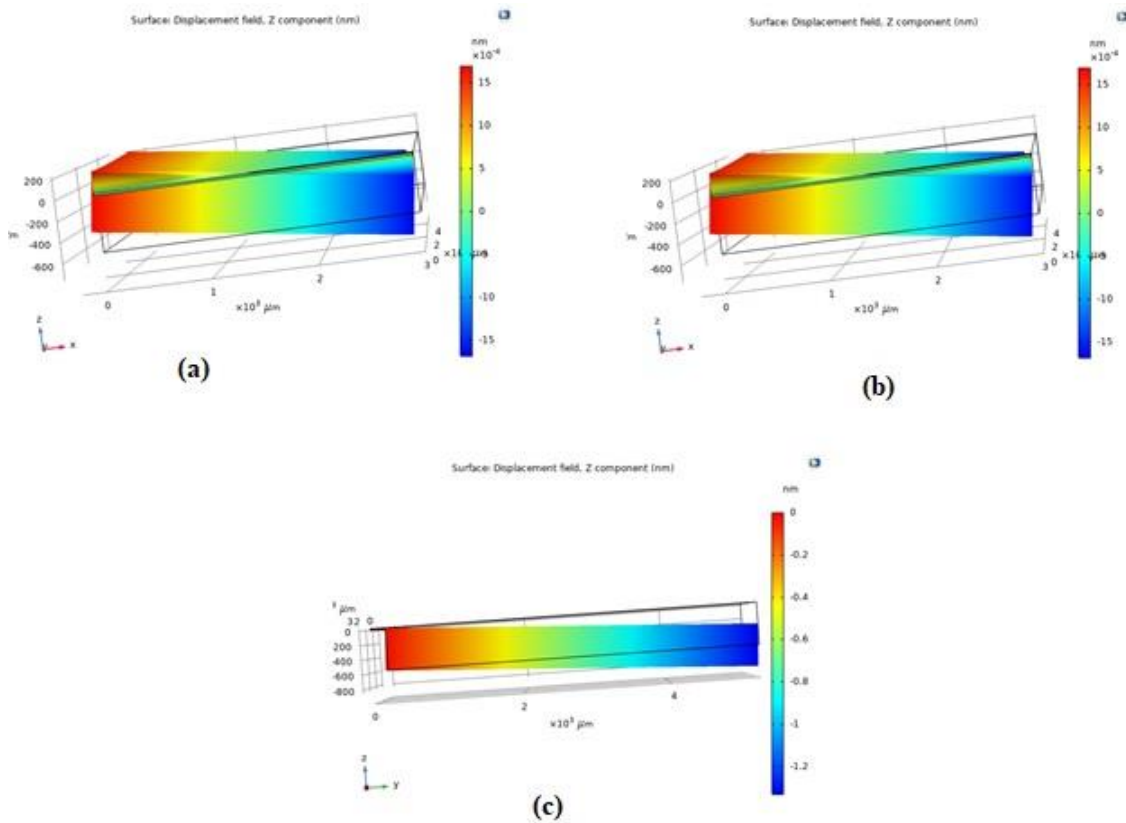 Surface: Displacement field, Z component (nm)
nm
×10⁻⁴
15
10
5
0
-10
-15
200
0
-200
-400
-600
4
2
0
0
1
2
3
×10³ μm
z
y
x
(a)
Surface: Displacement field, Z component (nm)
nm
×10⁻⁴
15
10
5
0
-10
-15
200
0
-200
-400
-600
4
2
0
0
1
2
3
×10³ μm
z
y
x
(b)
Surface: Displacement field, Z component (nm)
nm
0
-0.2
-0.4
-0.6
-0.8
-1
-1.2
μm
32 0
0
-200
-400
-600
-800
0
2
4
×10³ μm
z
y
(c)